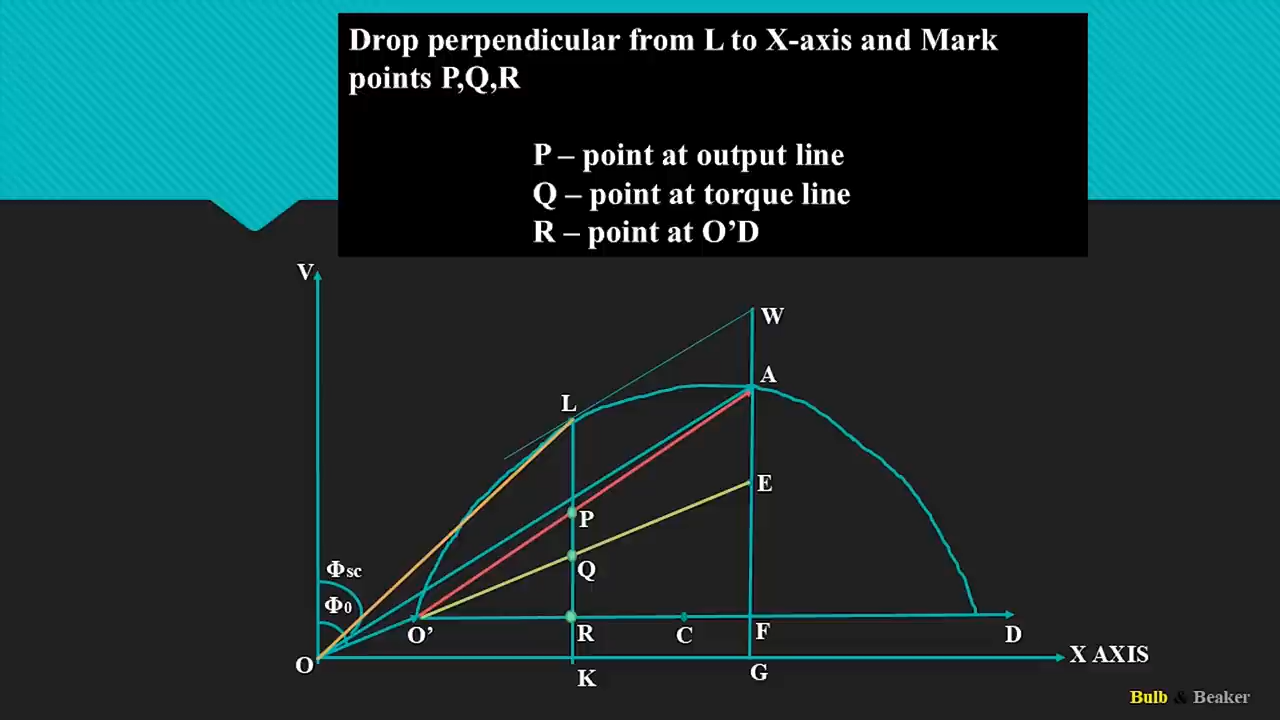 Drop perpendicular from L to X-axis and Mark
points P,Q,R
P – point at output line
Q – point at torque line
R – point at O’D
V
W
A
L
E
P
Q
Φsc
Φ0
O’
R
C
F
D
O
X AXIS
K
G
Bulb & Beaker